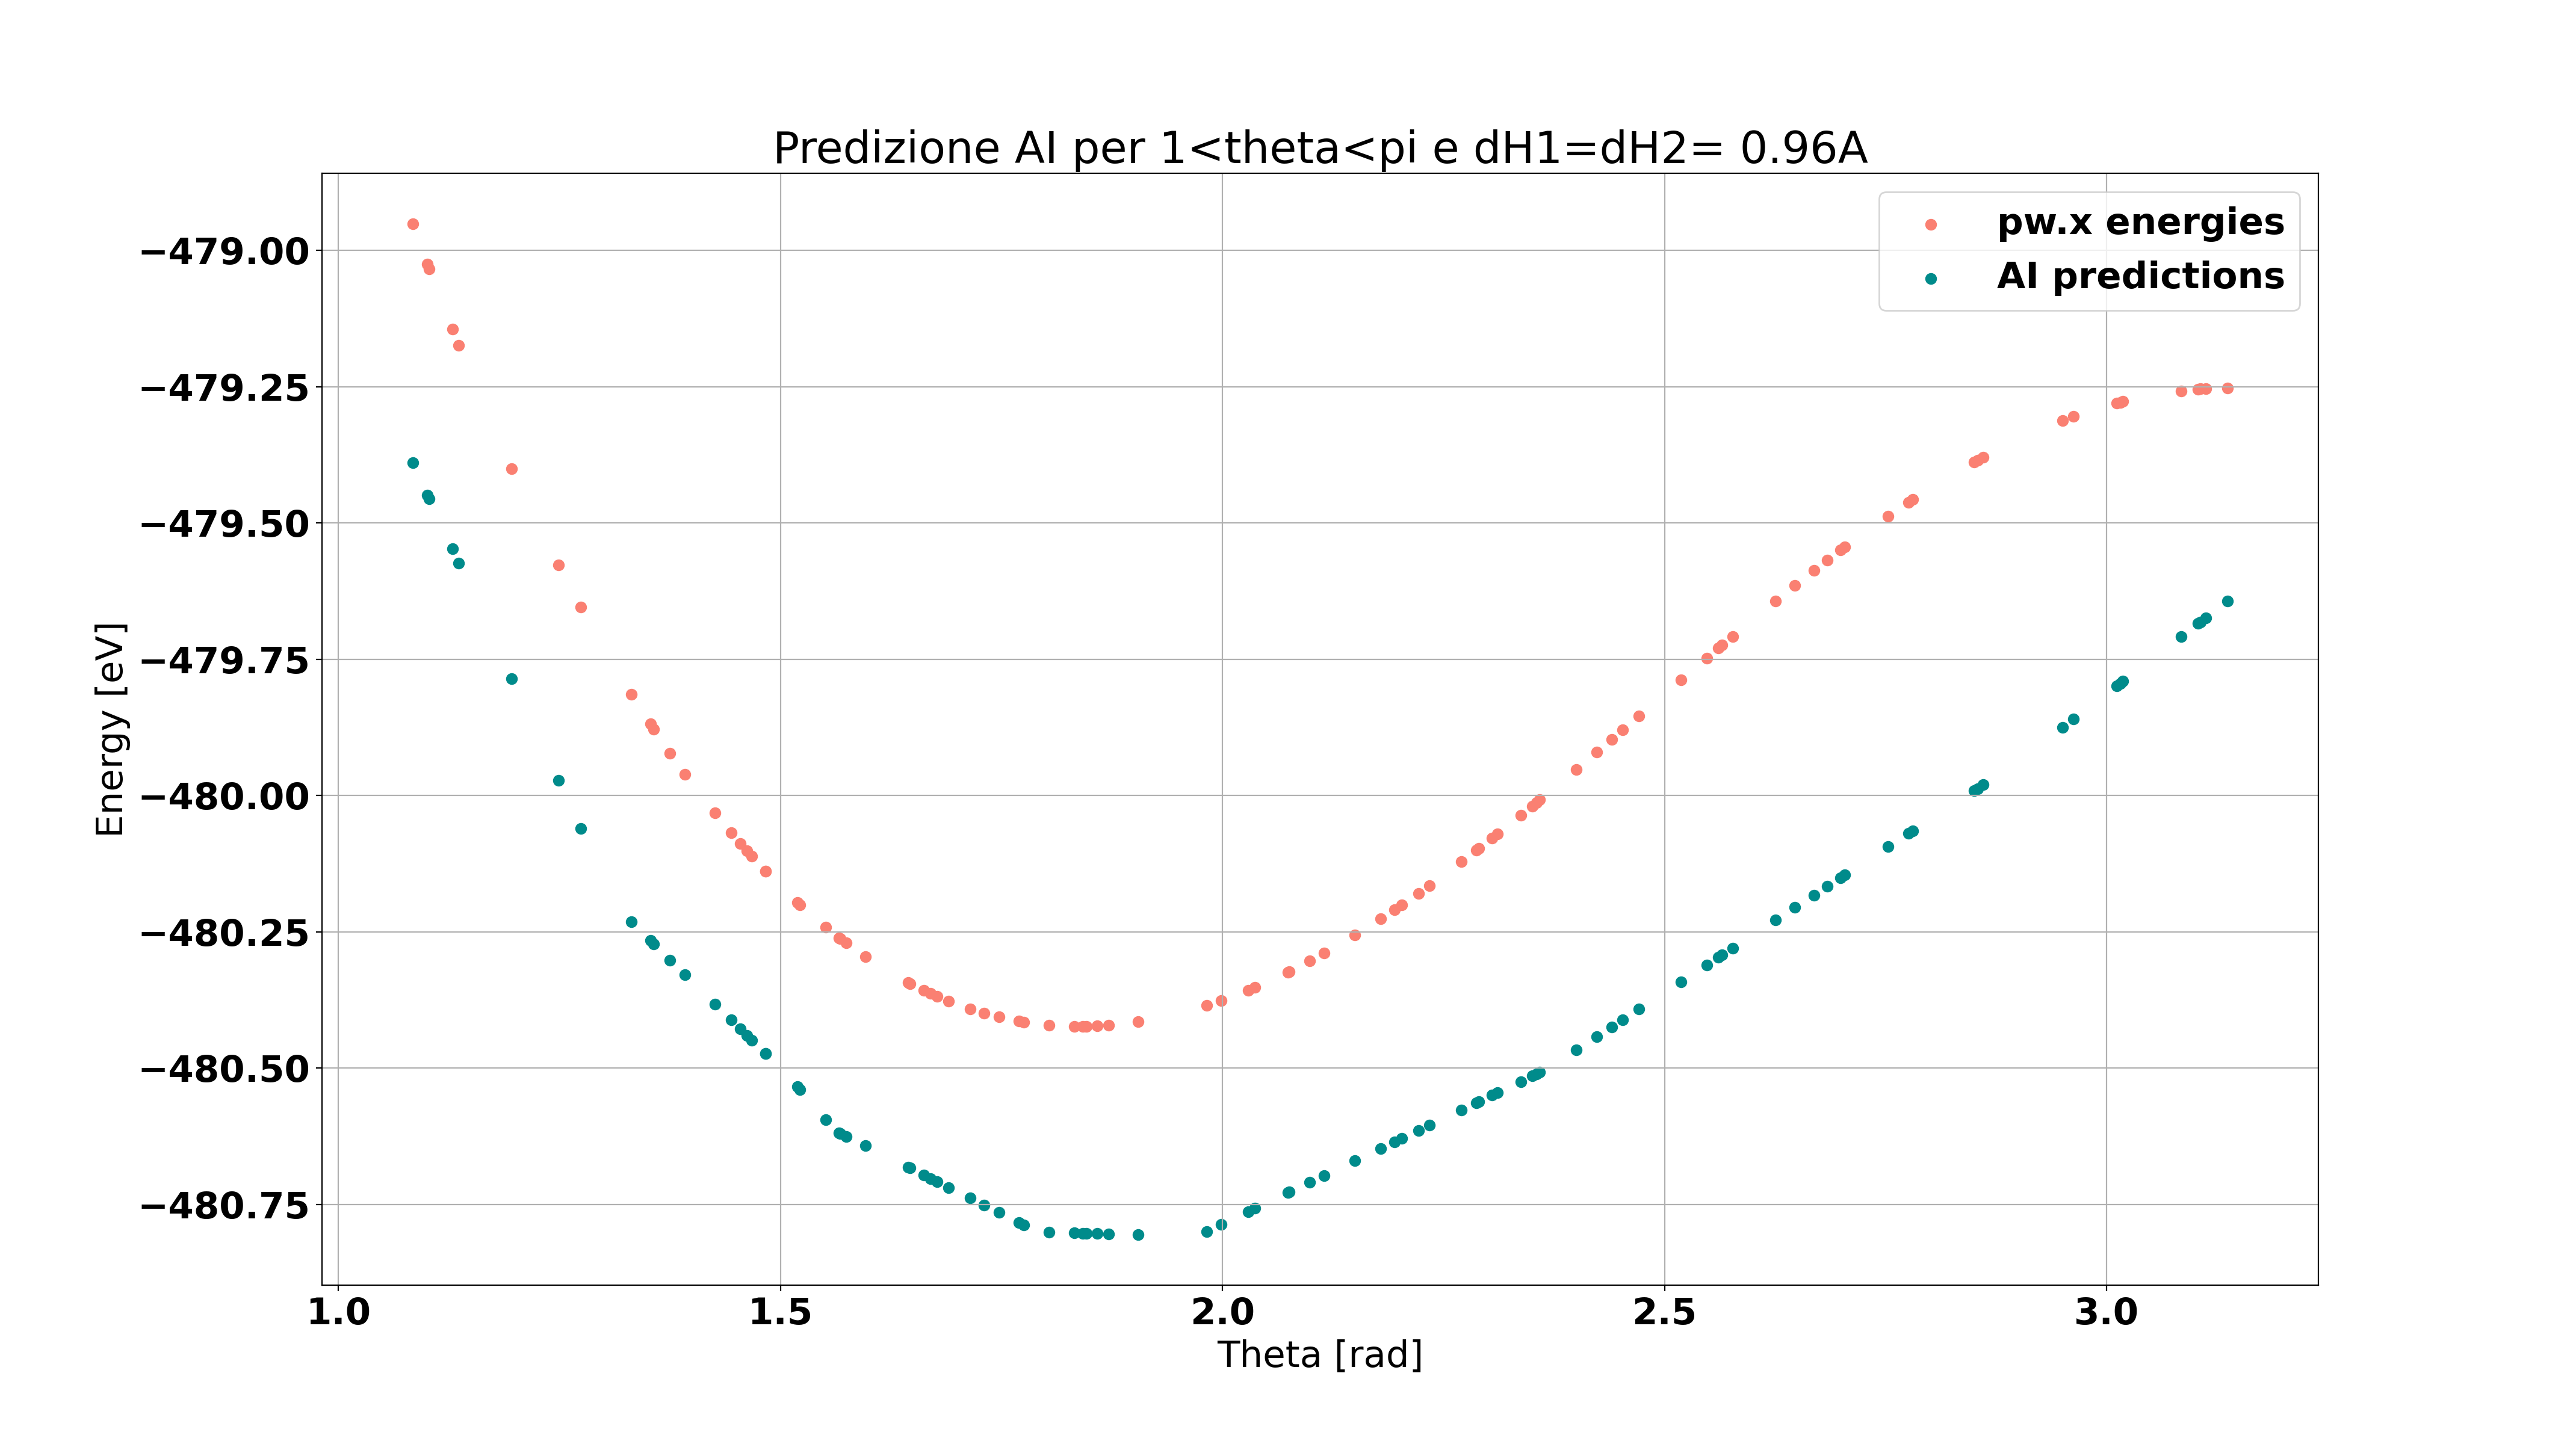 Predizione AI per 1<theta<pi e dH1=dH2= 0.96A
pw.x energies
AI predictions
−479.00
−479.25
−479.50
−479.75
−480.00
−480.25
−480.50
−480.75
Energy [eV]
1.0 1.5 2.0 2.5 3.0
Theta [rad]